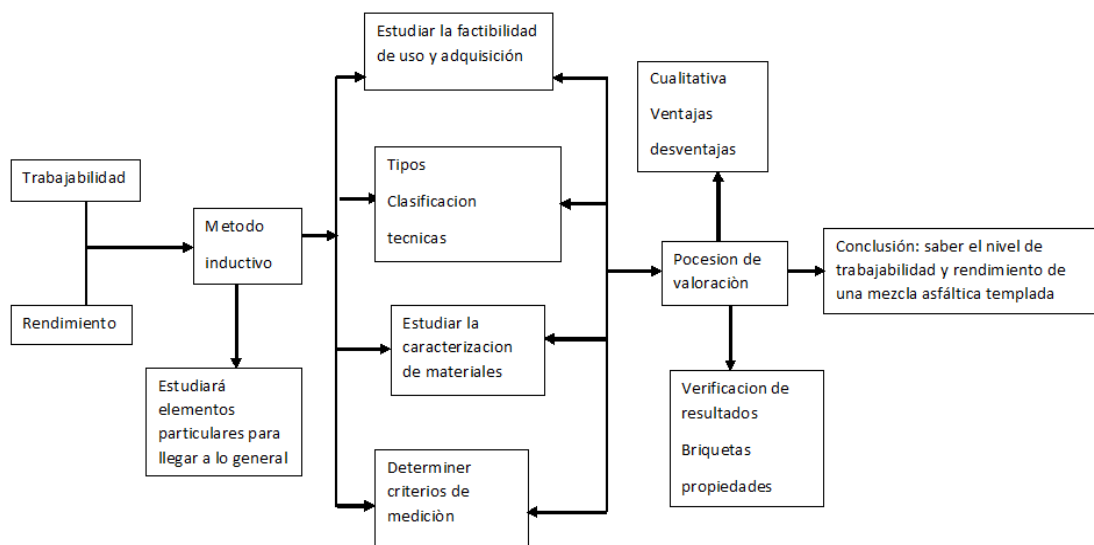 Trabajabilidad
Rendimiento
Metodo
inductivo
Estudiará
elementos
particulares para
llegar a lo general
Estudiar la factibilidad
de uso y adquisición
Tipos
Clasificacion
tecnicas
Estudiar la
caracterizacion
de materiales
Determiner
criterios de
mediciòn
Cualitativa
Ventajas
desventajas
Pocesion de
valoraciòn
Verificacion de
resultados
Briquetas
propiedades
Conclusión: saber el nivel de
trabajabilidad y rendimiento de
una mezcla asfáltica templada